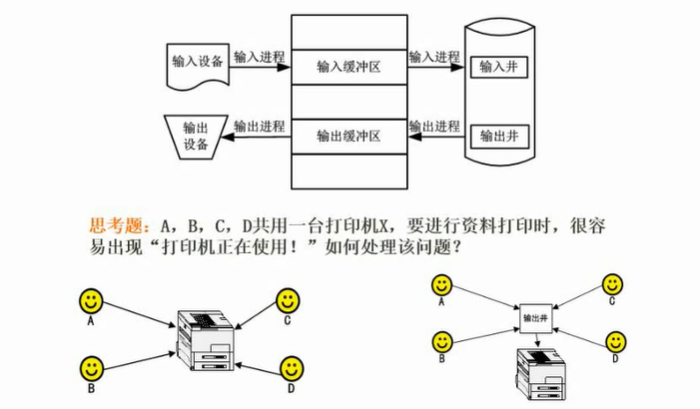 输入设备
输入进程
输入缓冲区
输入进程
输入井
输出
设备
输出进程
输出缓冲区
输出进程
输出井
思考题：A，B，C，D共用一台打印机X，要进行资料打印时，很容
易出现“打印机正在使用！”如何处理该问题？
A
C
B
D
A
C
输出井
B
D